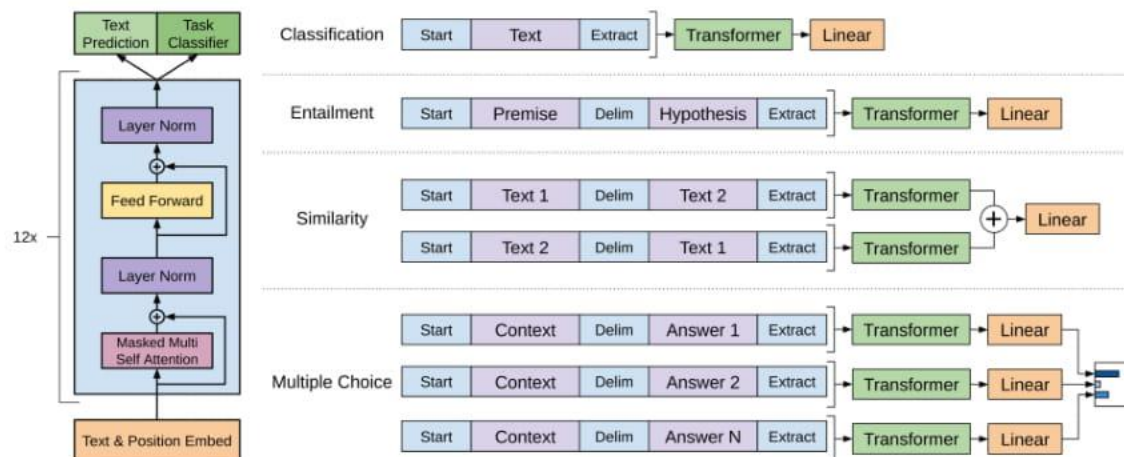 Text Prediction
Task Classifier
Layer Norm
Feed Forward
12x
Layer Norm
Masked Multi
Self Attention
Text & Position Embed
Classification
Start Text Extract Transformer Linear
Entailment
Start Premise Delim Hypothesis Extract Transformer Linear
Similarity
Start Text 1 Delim Text 2 Extract Transformer
+ Linear
Start Text 2 Delim Text 1 Extract Transformer
Multiple Choice
Start Context Delim Answer 1 Extract Transformer Linear
Start Context Delim Answer 2 Extract Transformer Linear
Start Context Delim Answer N Extract Transformer Linear